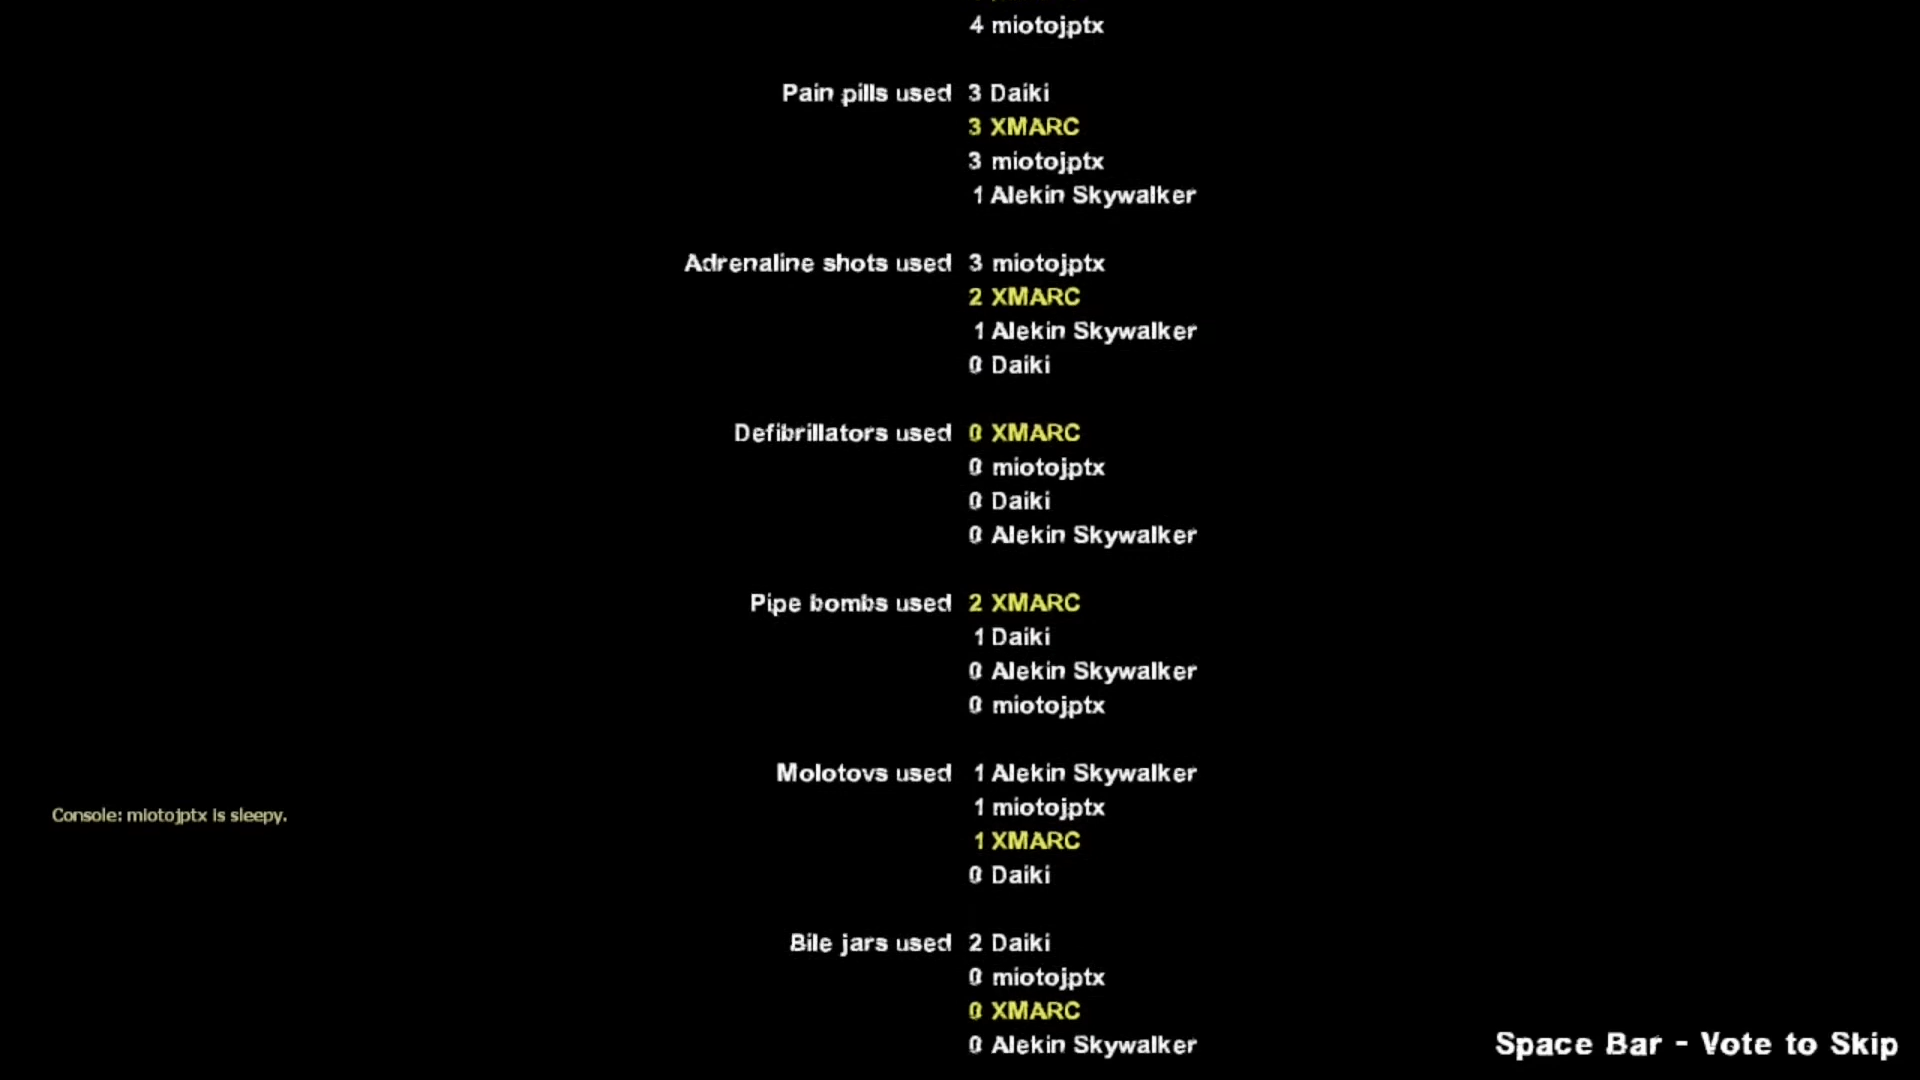 4 miotojptx
Pain pills used 3 Daiki
3 XMARC
3 miotojptx
1 Alekin Skywalker
Adrenaline shots used 3 miotojptx
2 XMARC
1 Alekin Skywalker
0 Daiki
Defibrillators used 0 XMARC
0 miotojptx
0 Daiki
0 Alekin Skywalker
Pipe bombs used 2 XMARC
1 Daiki
0 Alekin Skywalker
0 miotojptx
Molotovs used 1 Alekin Skywalker
Console: miotojptx is sleepy.
1 miotojptx
1 XMARC
0 Daiki
Bile jars used 2 Daiki
0 miotojptx
0 XMARC
0 Alekin Skywalker
Space Bar - Vote to Skip